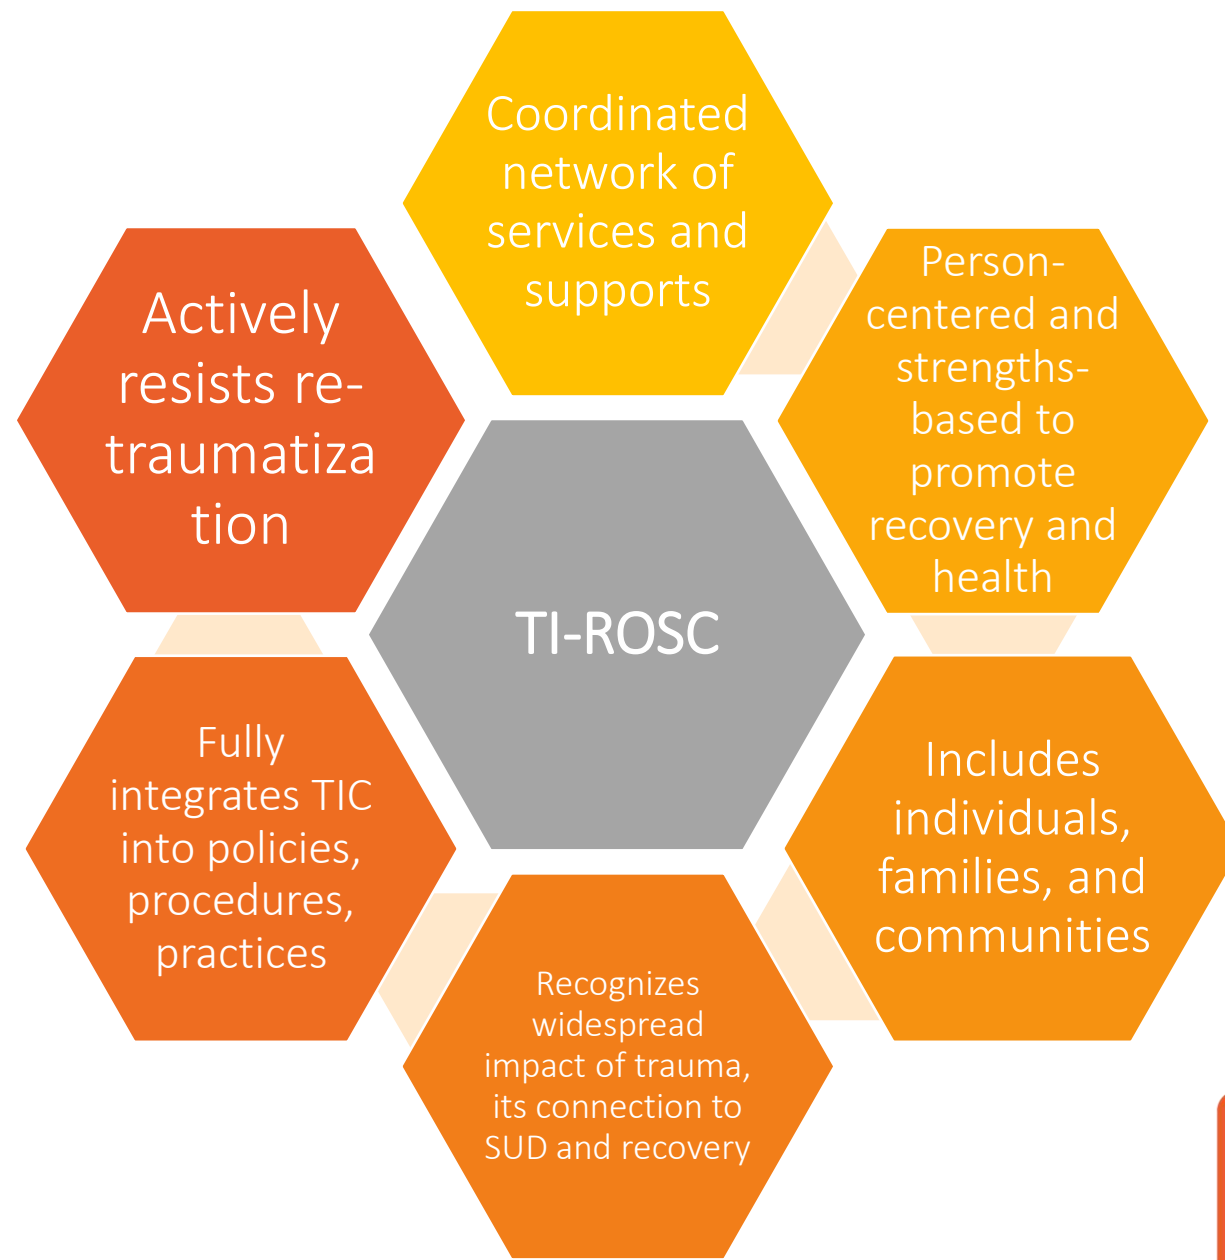 Coordinated
network of
services and
supports
Person-
centered and
strengths-
based to
promote
recovery and
health
Includes
individuals,
families, and
communities
Recognizes
widespread
impact of trauma,
its connection to
SUD and recovery
Fully
integrates TIC
into policies,
procedures,
practices
Actively
resists re-
traumatiza
tion
TI-ROSC